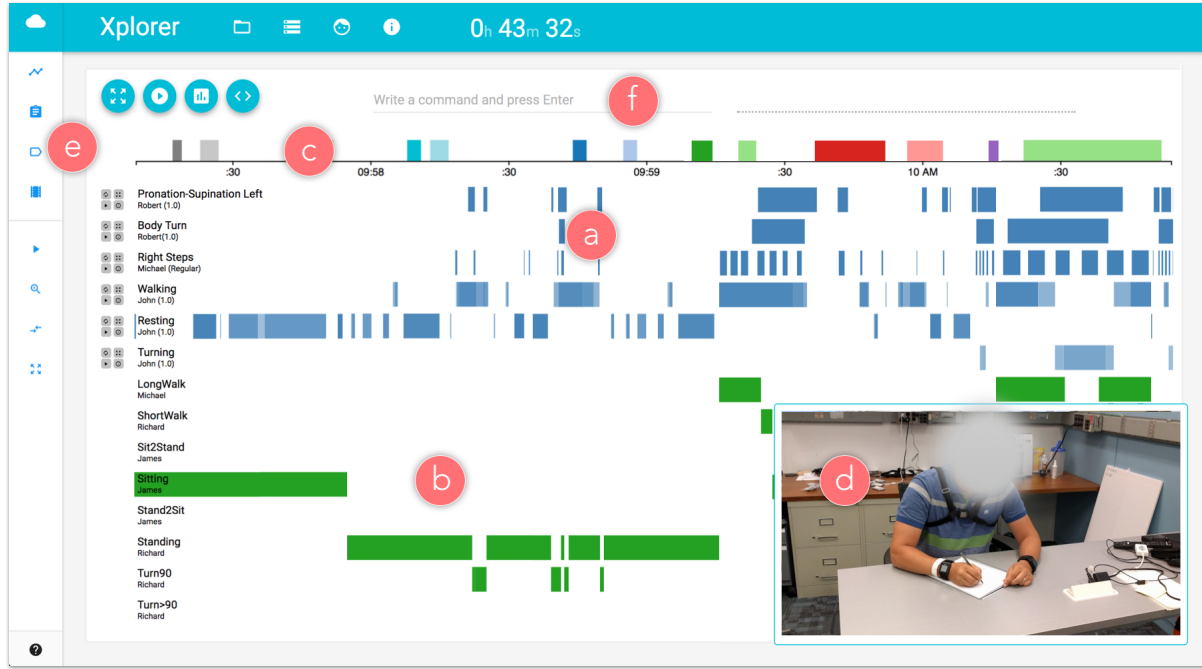 Xplorer
0h 43m 32s
Write a command and press Enter
f
e
c
:30
09:58
:30
09:59
:30
10 AM
:30
Pronation-Supination Left
Robert (1.0)
Body Turn
Robert(1.0)
a
Right Steps
Michael (Regular)
Walking
John (1.0)
Resting
John (1.0)
Turning
John (1.0)
LongWalk
Michael
ShortWalk
Richard
Sit2Stand
James
Sitting
James
b
d
Stand2Sit
James
Standing
Richard
Turn90
Richard
Turn>90
Richard